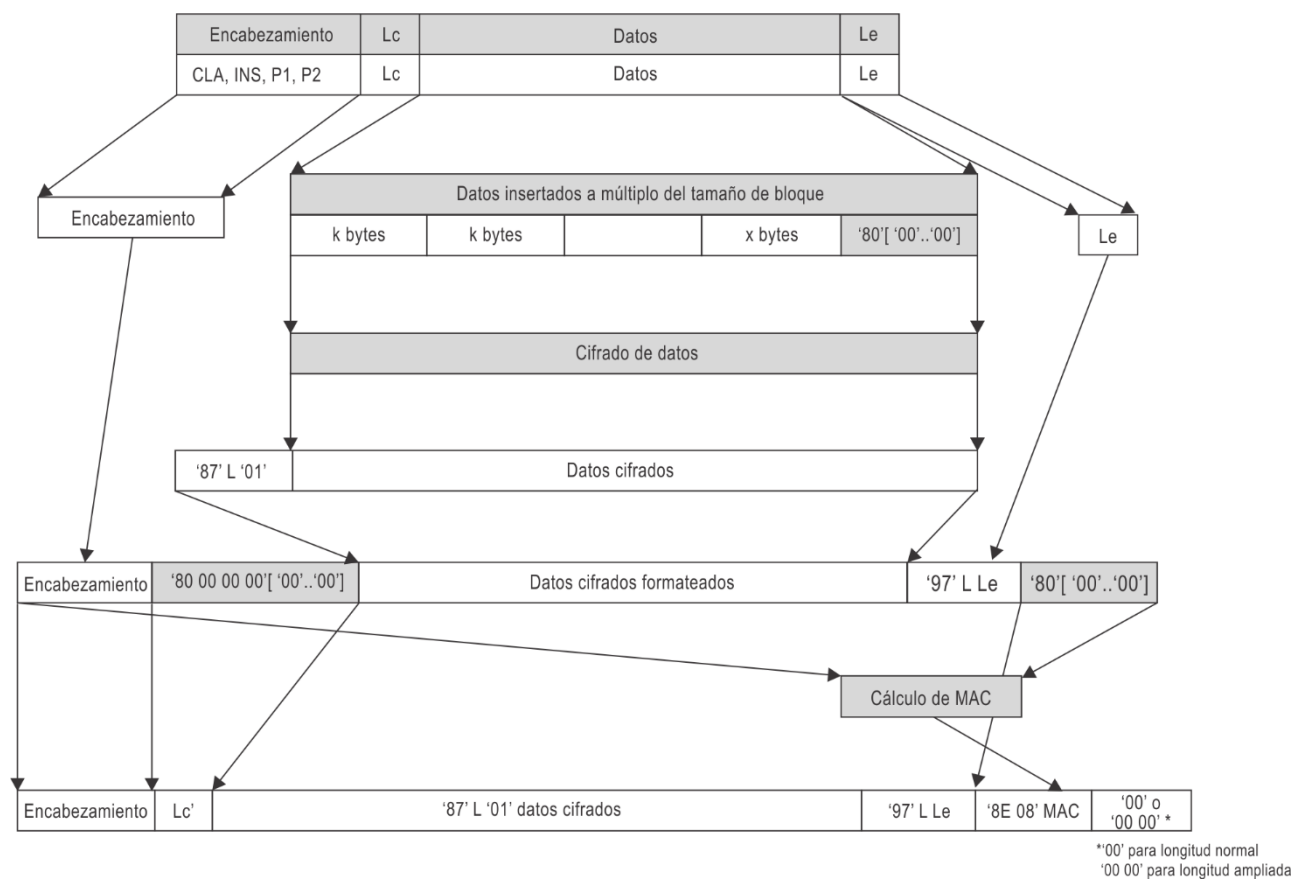 Encabezamiento Lc Datos Le
CLA, INS, P1, P2 Lc Datos Le
Datos insertados a múltiplo del tamaño de bloque
Encabezamiento
k bytes k bytes x bytes ‘80’[ ‘00’..‘00’]
Le
Cifrado de datos
‘87’ L ‘01’ Datos cifrados
Encabezamiento ‘80 00 00 00’[ ‘00’..‘00’] Datos cifrados formateados ‘97’ L Le ‘80’[ ‘00’..‘00’]
Cálculo de MAC
Encabezamiento Lc’ ‘87’ L ‘01’ datos cifrados ‘97’ L Le ‘8E 08’ MAC ‘00’ o
‘00 00’ *
*‘00’ para longitud normal
‘00 00’ para longitud ampliada